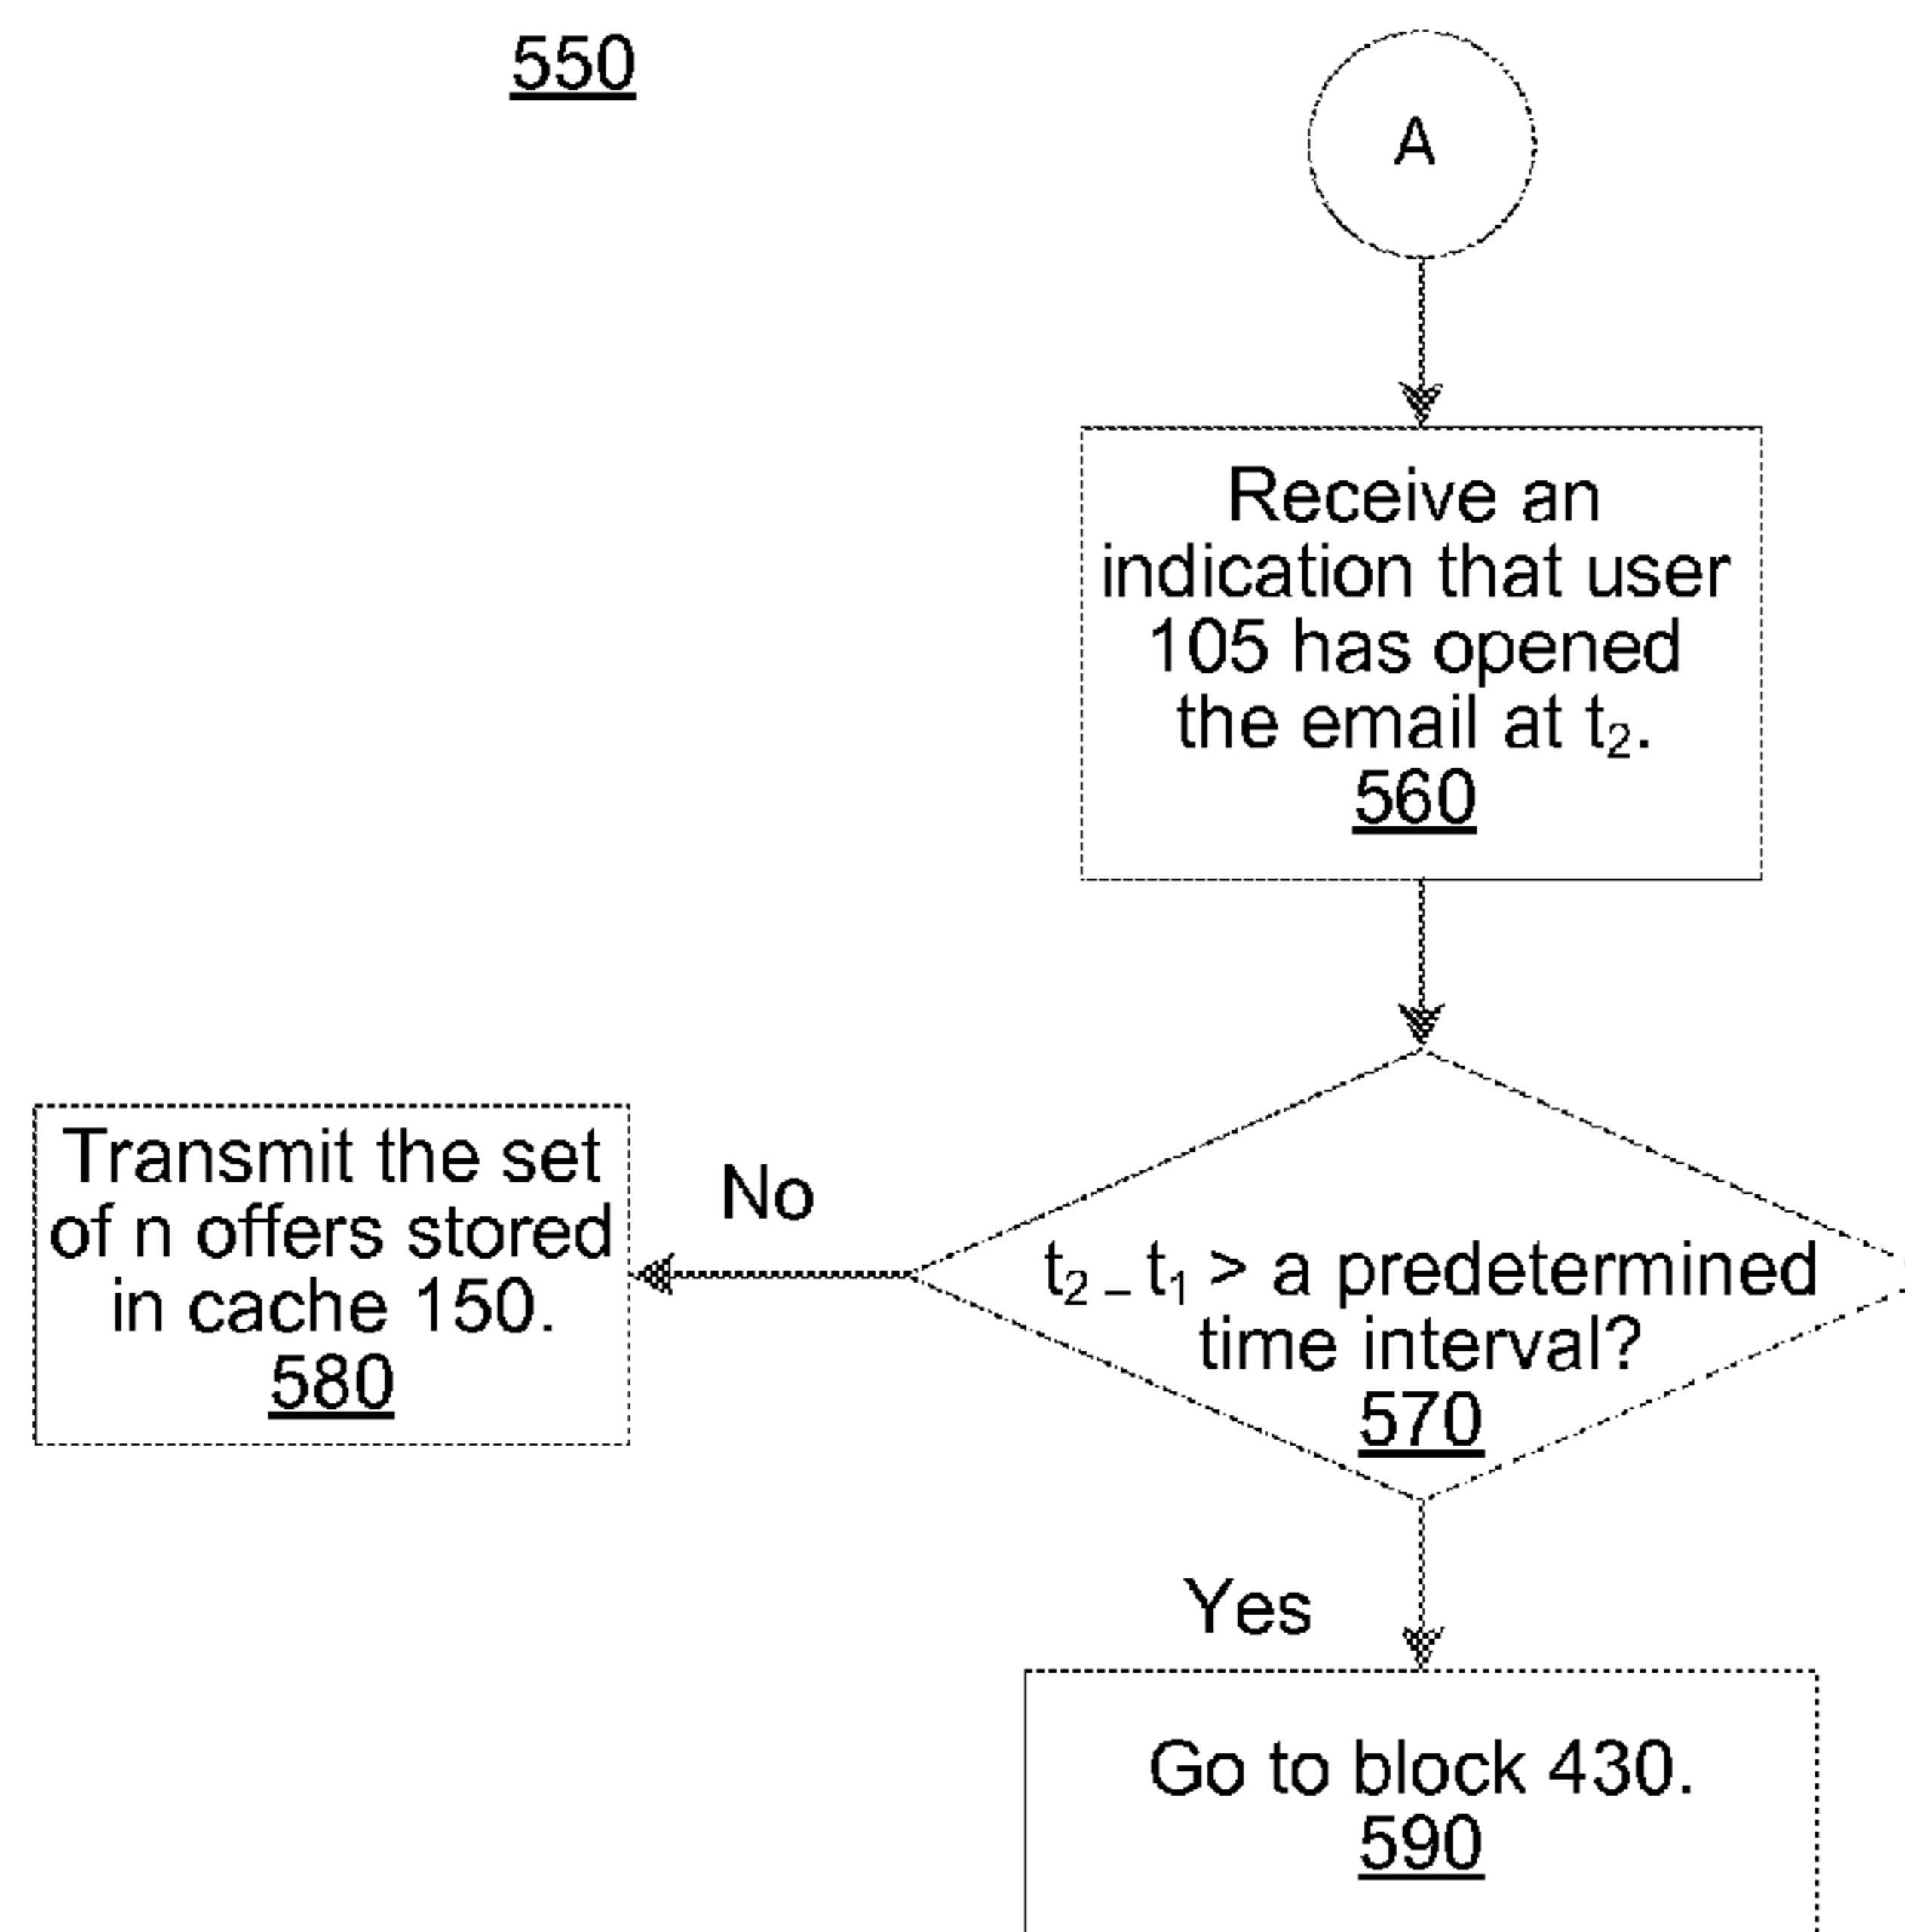 550
A
Receive an
indication that user
105 has opened
the email at t₂.
560
t₂ – t₁ > a predetermined
time interval?
570
No
Transmit the set
of n offers stored
in cache 150.
580
Yes
Go to block 430.
590